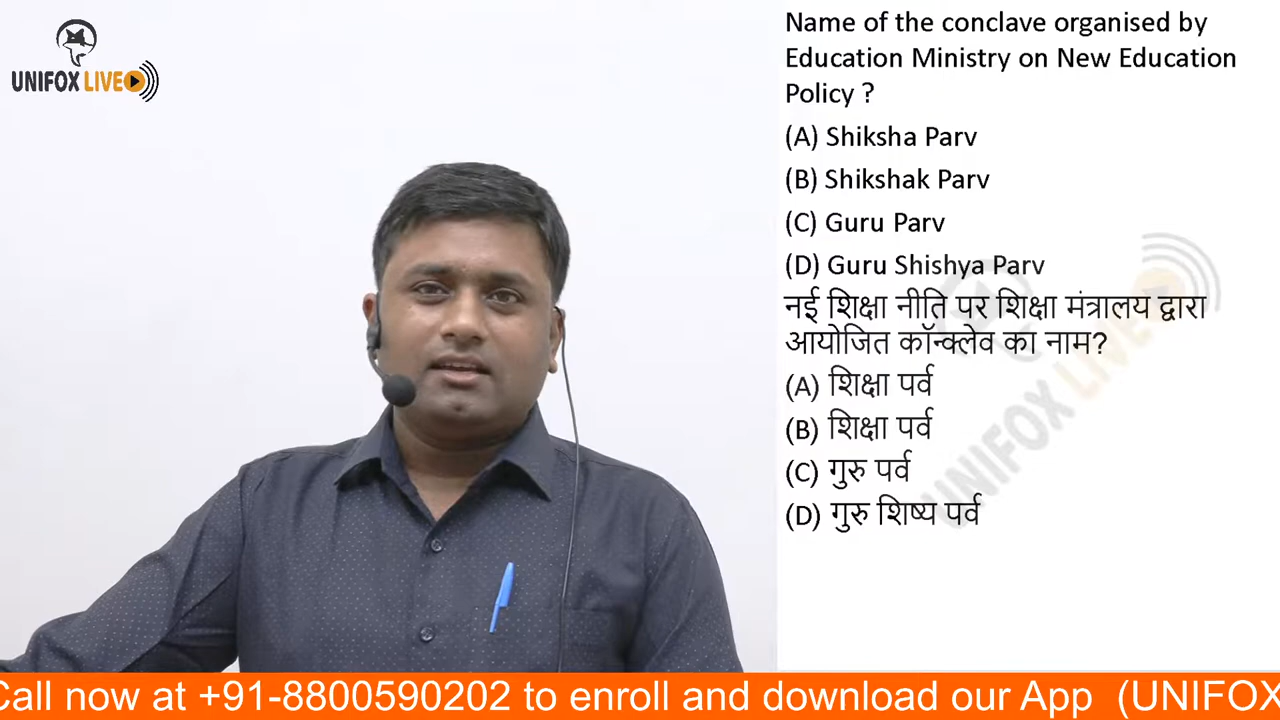 UNIFOX LIVE
Name of the conclave organised by
Education Ministry on New Education
Policy ?
(A) Shiksha Parv
(B) Shikshak Parv
(C) Guru Parv
(D) Guru Shishya Parv
नई शिक्षा नीति पर शिक्षा मंत्रालय द्वारा
आयोजित कॉन्क्लेव का नाम?
(A) शिक्षा पर्व
(B) शिक्षा पर्व
(C) गुरु पर्व
(D) गुरु शिष्य पर्व
UNIFOX LIVE
Call now at +91-8800590202 to enroll and download our App (UNIFOX